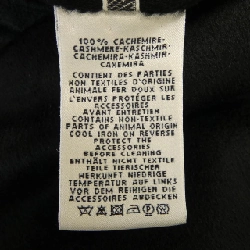 100% CACHEMIRE-
CASHMERE-KASCHMIR-
CACHEMIRA-KASHMIR-
CAXEMIRA
CONTIENT DES PARTIES
NON TEXTILES D'ORIGINE
ANIMALE FER DOUX SUR
L'ENVERS PROTÉGER LES
ACCESSOIRES
AVANT ENTRETIEN
CONTAINS NON-TEXTILE
PARTS OF ANIMAL ORIGIN
COOL IRON ON REVERSE
PROTECT THE
ACCESSORIES
BEFORE CLEANING
ENTHÄLT NICHT TEXTILE
TEILE TIERISCHER
HERKUNFT NIEDRIGE
TEMPERATUR AUF LINKS
VOR DEM REINIGEN DIE
ACCESSOIRES ABDECKEN